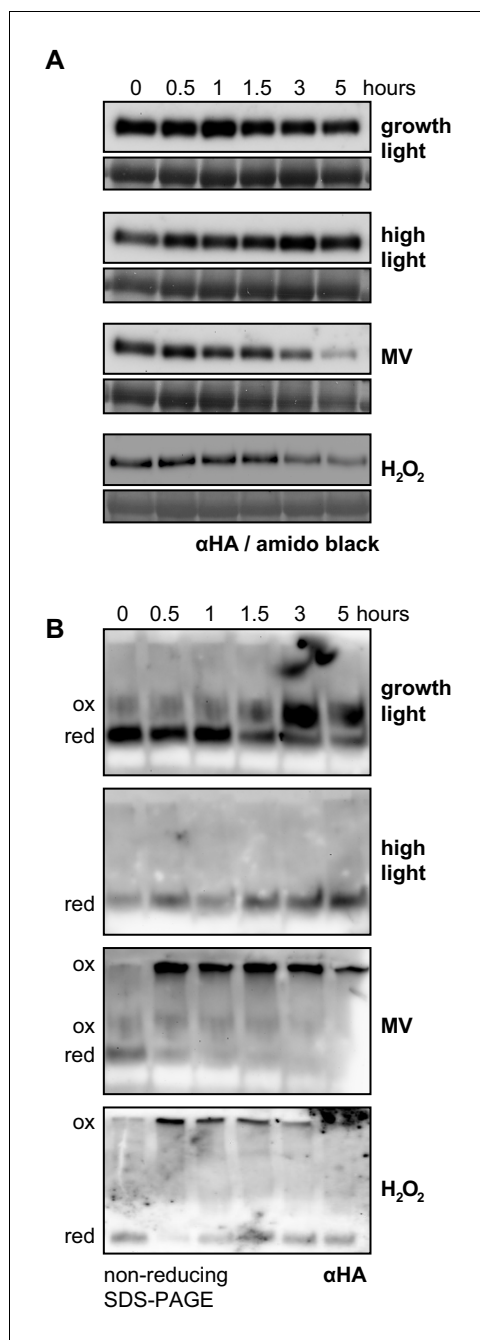 A
0 0.5 1 1.5 3 5 hours
growth
light
high
light
MV
H₂O₂
αHA / amido black
B
0 0.5 1 1.5 3 5 hours
ox
red
growth
light
red
high
light
ox
ox
red
MV
ox
red
H₂O₂
non-reducing
SDS-PAGE
αHA